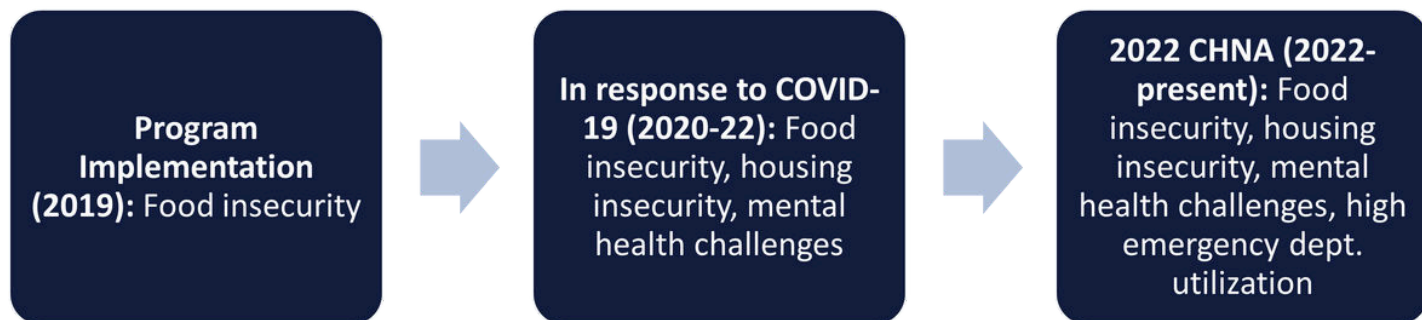 Program
Implementation
(2019): Food insecurity
In response to COVID-
19 (2020-22): Food
insecurity, housing
insecurity, mental
health challenges
2022 CHNA (2022-
present): Food
insecurity, housing
insecurity, mental
health challenges, high
emergency dept.
utilization